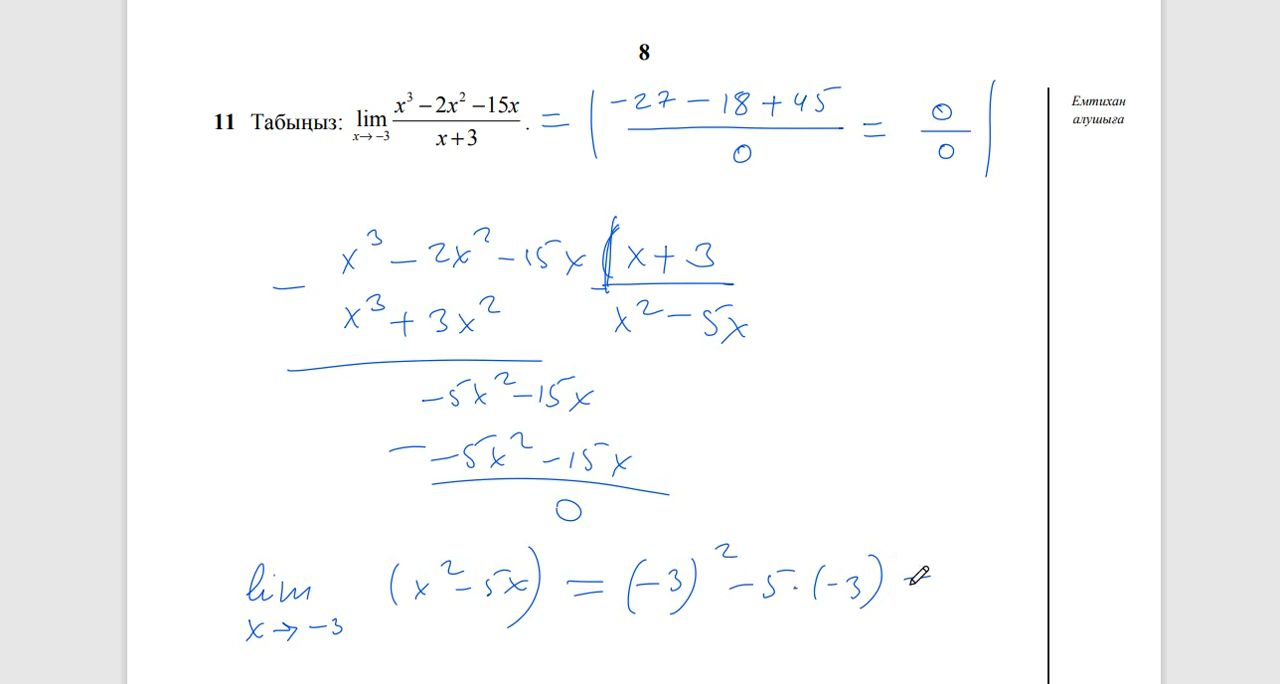 8
11 Табыңыз: lim x→−3 (x³ − 2x² − 15x)/(x + 3). = | (−27 − 18 + 45)/0 = 0/0 |
Емтихан
алушыға
− x³ − 2x² − 15x | x + 3
x³ + 3x² x² − 5x
−5x² − 15x
− −5x² − 15x
0
lim x→−3 (x² − 5x) = (−3)² − 5·(−3)